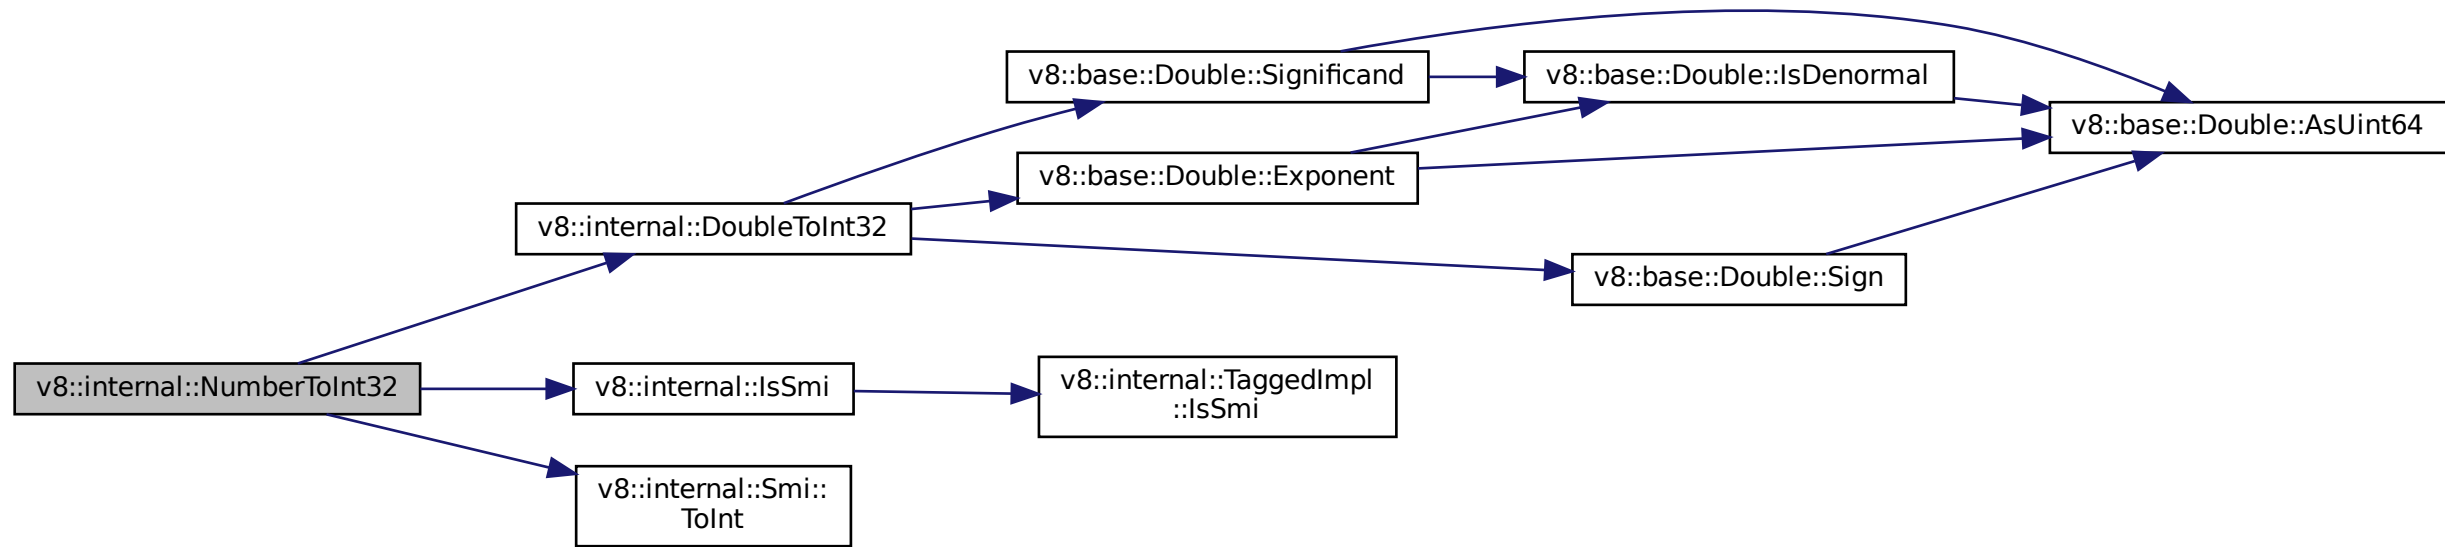 v8::base::Double::Significand
v8::base::Double::IsDenormal
v8::base::Double::AsUint64
v8::base::Double::Exponent
v8::internal::DoubleToInt32
v8::base::Double::Sign
v8::internal::NumberToInt32
v8::internal::IsSmi
v8::internal::TaggedImpl
::IsSmi
v8::internal::Smi::
ToInt